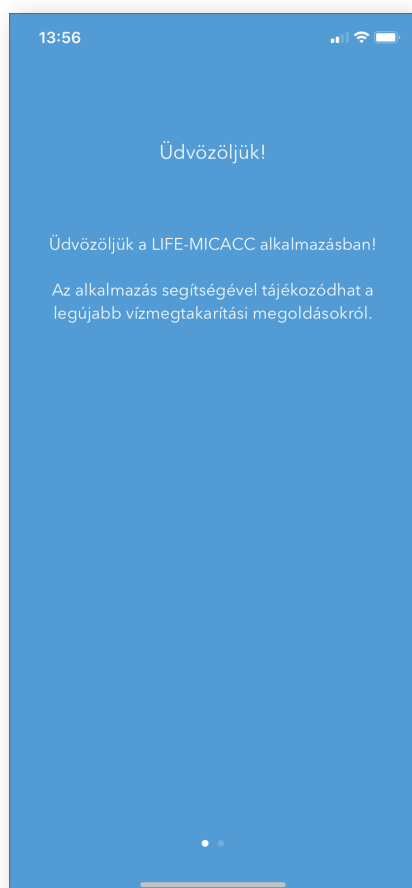 13:56
Üdvözöljük!
Üdvözöljük a LIFE-MICACC alkalmazásban!
Az alkalmazás segítségével tájékozódhat a
legújabb vízmegtakarítási megoldásokról.